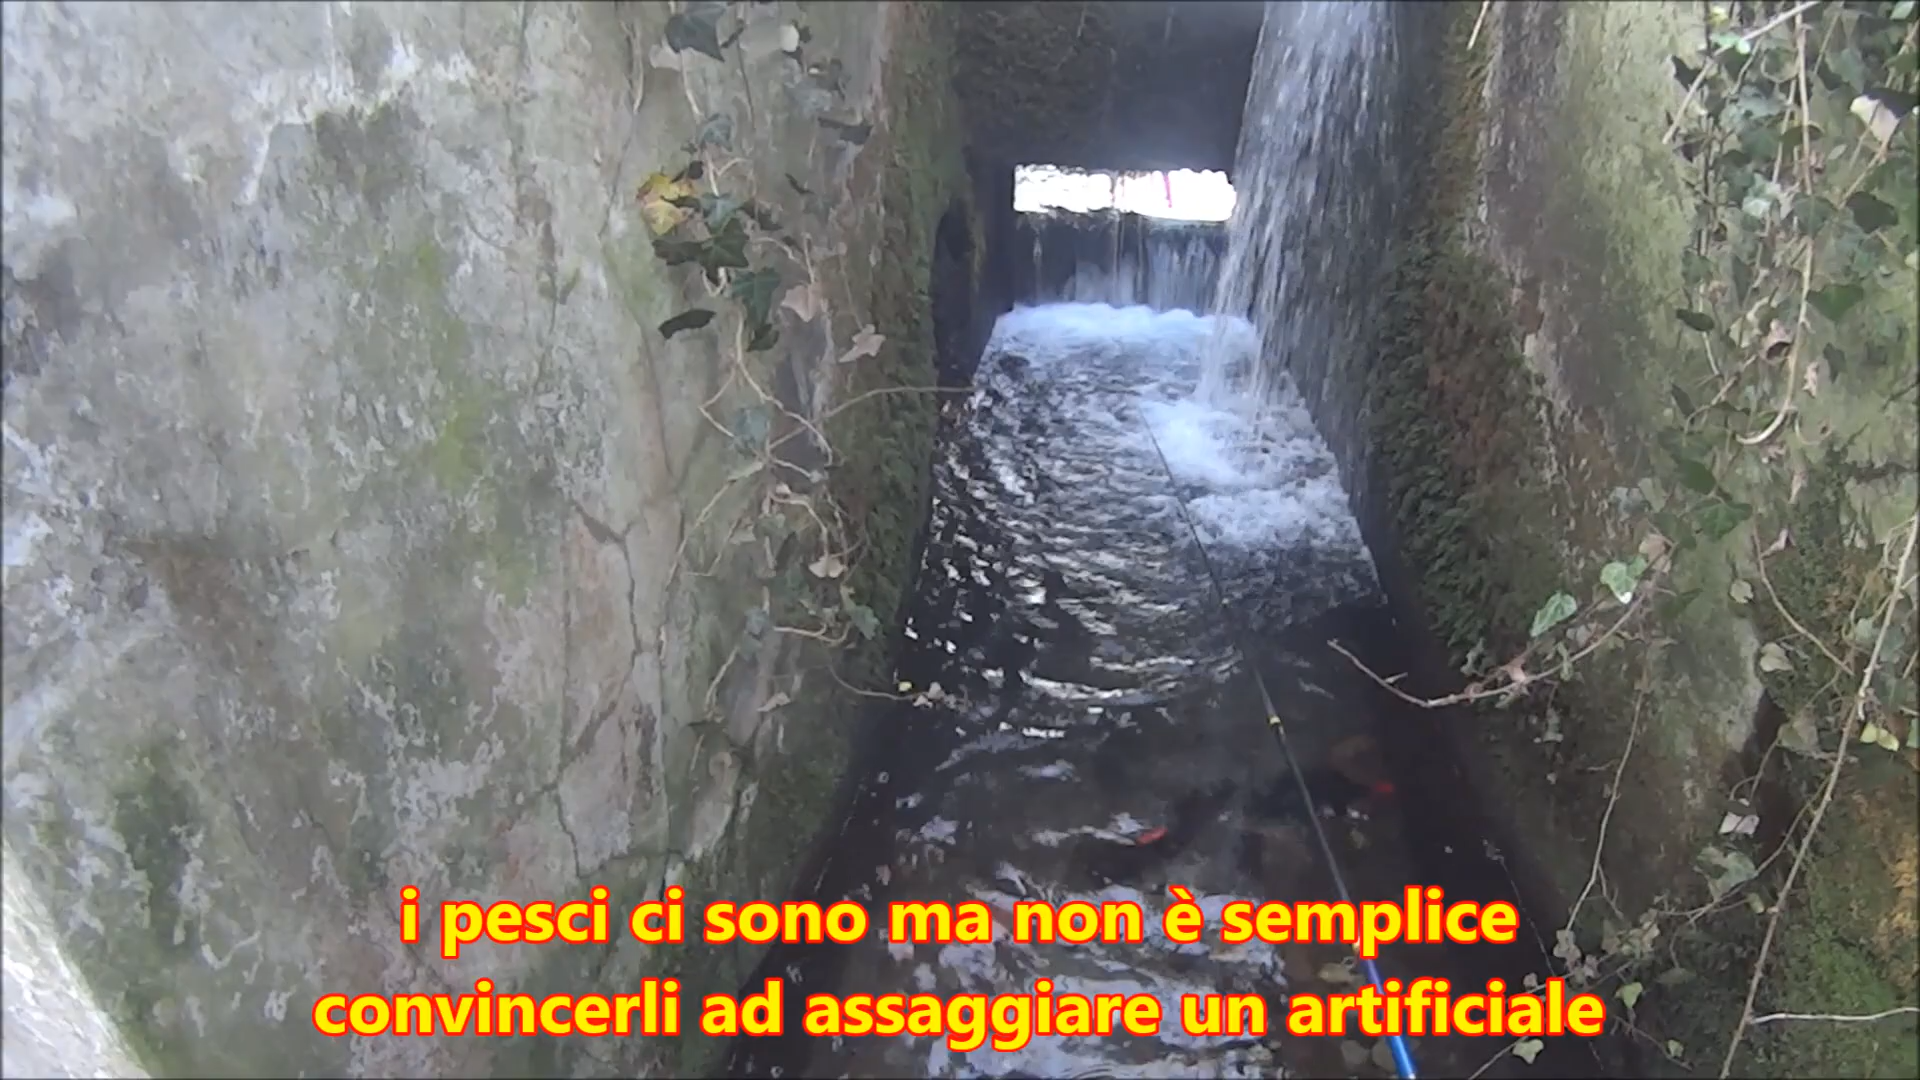 i pesci ci sono ma non è semplice
convincerli ad assaggiare un artificiale